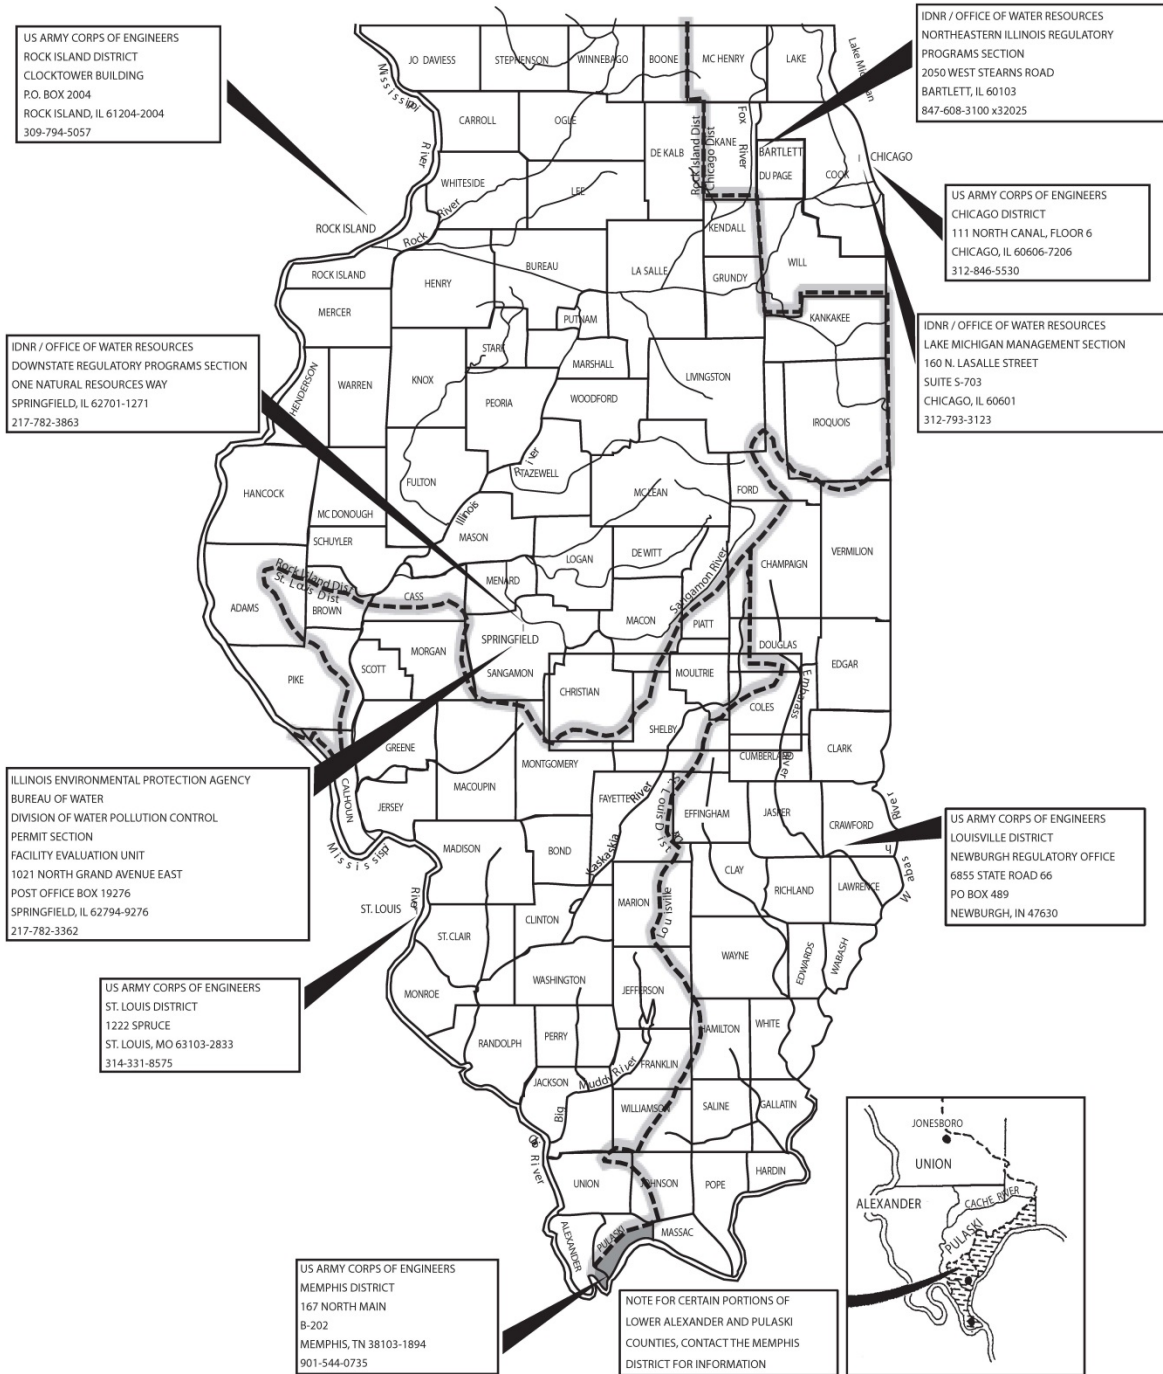 US ARMY CORPS OF ENGINEERS
ROCK ISLAND DISTRICT
CLOCKTOWER BUILDING
P.O. BOX 2004
ROCK ISLAND, IL 61204-2004
309-794-5057
IDNR / OFFICE OF WATER RESOURCES
NORTHEASTERN ILLINOIS REGULATORY
PROGRAMS SECTION
2050 WEST STEARNS ROAD
BARTLETT, IL 60103
847-608-3100 x32025
US ARMY CORPS OF ENGINEERS
CHICAGO DISTRICT
111 NORTH CANAL, FLOOR 6
CHICAGO, IL 60606-7206
312-846-5530
IDNR / OFFICE OF WATER RESOURCES
LAKE MICHIGAN MANAGEMENT SECTION
160 N. LASALLE STREET
SUITE S-703
CHICAGO, IL 60601
312-793-3123
IDNR / OFFICE OF WATER RESOURCES
DOWNSTATE REGULATORY PROGRAMS SECTION
ONE NATURAL RESOURCES WAY
SPRINGFIELD, IL 62701-1271
217-782-3863
ILLINOIS ENVIRONMENTAL PROTECTION AGENCY
BUREAU OF WATER
DIVISION OF WATER POLLUTION CONTROL
PERMIT SECTION
FACILITY EVALUATION UNIT
1021 NORTH GRAND AVENUE EAST
POST OFFICE BOX 19276
SPRINGFIELD, IL 62794-9276
217-782-3362
US ARMY CORPS OF ENGINEERS
LOUISVILLE DISTRICT
NEWBURGH REGULATORY OFFICE
6855 STATE ROAD 66
PO BOX 489
NEWBURGH, IN 47630
US ARMY CORPS OF ENGINEERS
ST. LOUIS DISTRICT
1222 SPRUCE
ST. LOUIS, MO 63103-2833
314-331-8575
US ARMY CORPS OF ENGINEERS
MEMPHIS DISTRICT
167 NORTH MAIN
B-202
MEMPHIS, TN 38103-1894
901-544-0735
NOTE FOR CERTAIN PORTIONS OF
LOWER ALEXANDER AND PULASKI
COUNTIES, CONTACT THE MEMPHIS
DISTRICT FOR INFORMATION
JO DAVIESS
STEPHENSON
WINNEBAGO
BOONE
MC HENRY
LAKE
Lake Michigan
Mississippi
River
CARROLL
OGLE
DE KALB
Rock Island Dist
Chicago Dist
KANE
Fox
River
BARTLETT
DU PAGE
COOK
CHICAGO
WHITESIDE
LEE
Rock
River
ROCK ISLAND
KENDALL
ROCK ISLAND
HENRY
BUREAU
LA SALLE
GRUNDY
WILL
MERCER
PUTNAM
KANKAKEE
STARK
MARSHALL
HENDERSON
WARREN
KNOX
PEORIA
WOODFORD
LIVINGSTON
IROQUOIS
HANCOCK
MC DONOUGH
FULTON
TAZEWELL
Illinois
River
MC LEAN
FORD
SCHUYLER
MASON
LOGAN
DE WITT
CHAMPAIGN
VERMILION
Rock Island Dist
St. Louis Dist
ADAMS
BROWN
CASS
MENARD
Sangamon River
MACON
PIATT
SPRINGFIELD
SANGAMON
DOUGLAS
EDGAR
PIKE
SCOTT
MORGAN
CHRISTIAN
MOULTRIE
Embarass
River
COLES
SHELBY
GREENE
MONTGOMERY
CUMBERLAND
CLARK
CALHOUN
JERSEY
MACOUPIN
FAYETTE
Kaskaskia
River
St. Louis Dist
EFFINGHAM
JASPER
CRAWFORD
River
Wabash
Mississippi
River
MADISON
BOND
CLAY
RICHLAND
LAWRENCE
MARION
Louisville
ST. LOUIS
ST. CLAIR
CLINTON
WAYNE
EDWARDS
WABASH
MONROE
WASHINGTON
JEFFERSON
RANDOLPH
PERRY
HAMILTON
WHITE
FRANKLIN
JACKSON
Big
Muddy River
WILLIAMSON
SALINE
GALLATIN
River
UNION
JOHNSON
POPE
HARDIN
ALEXANDER
PULASKI
MASSAC
JONESBORO
UNION
ALEXANDER
CACHE RIVER
PULASKI